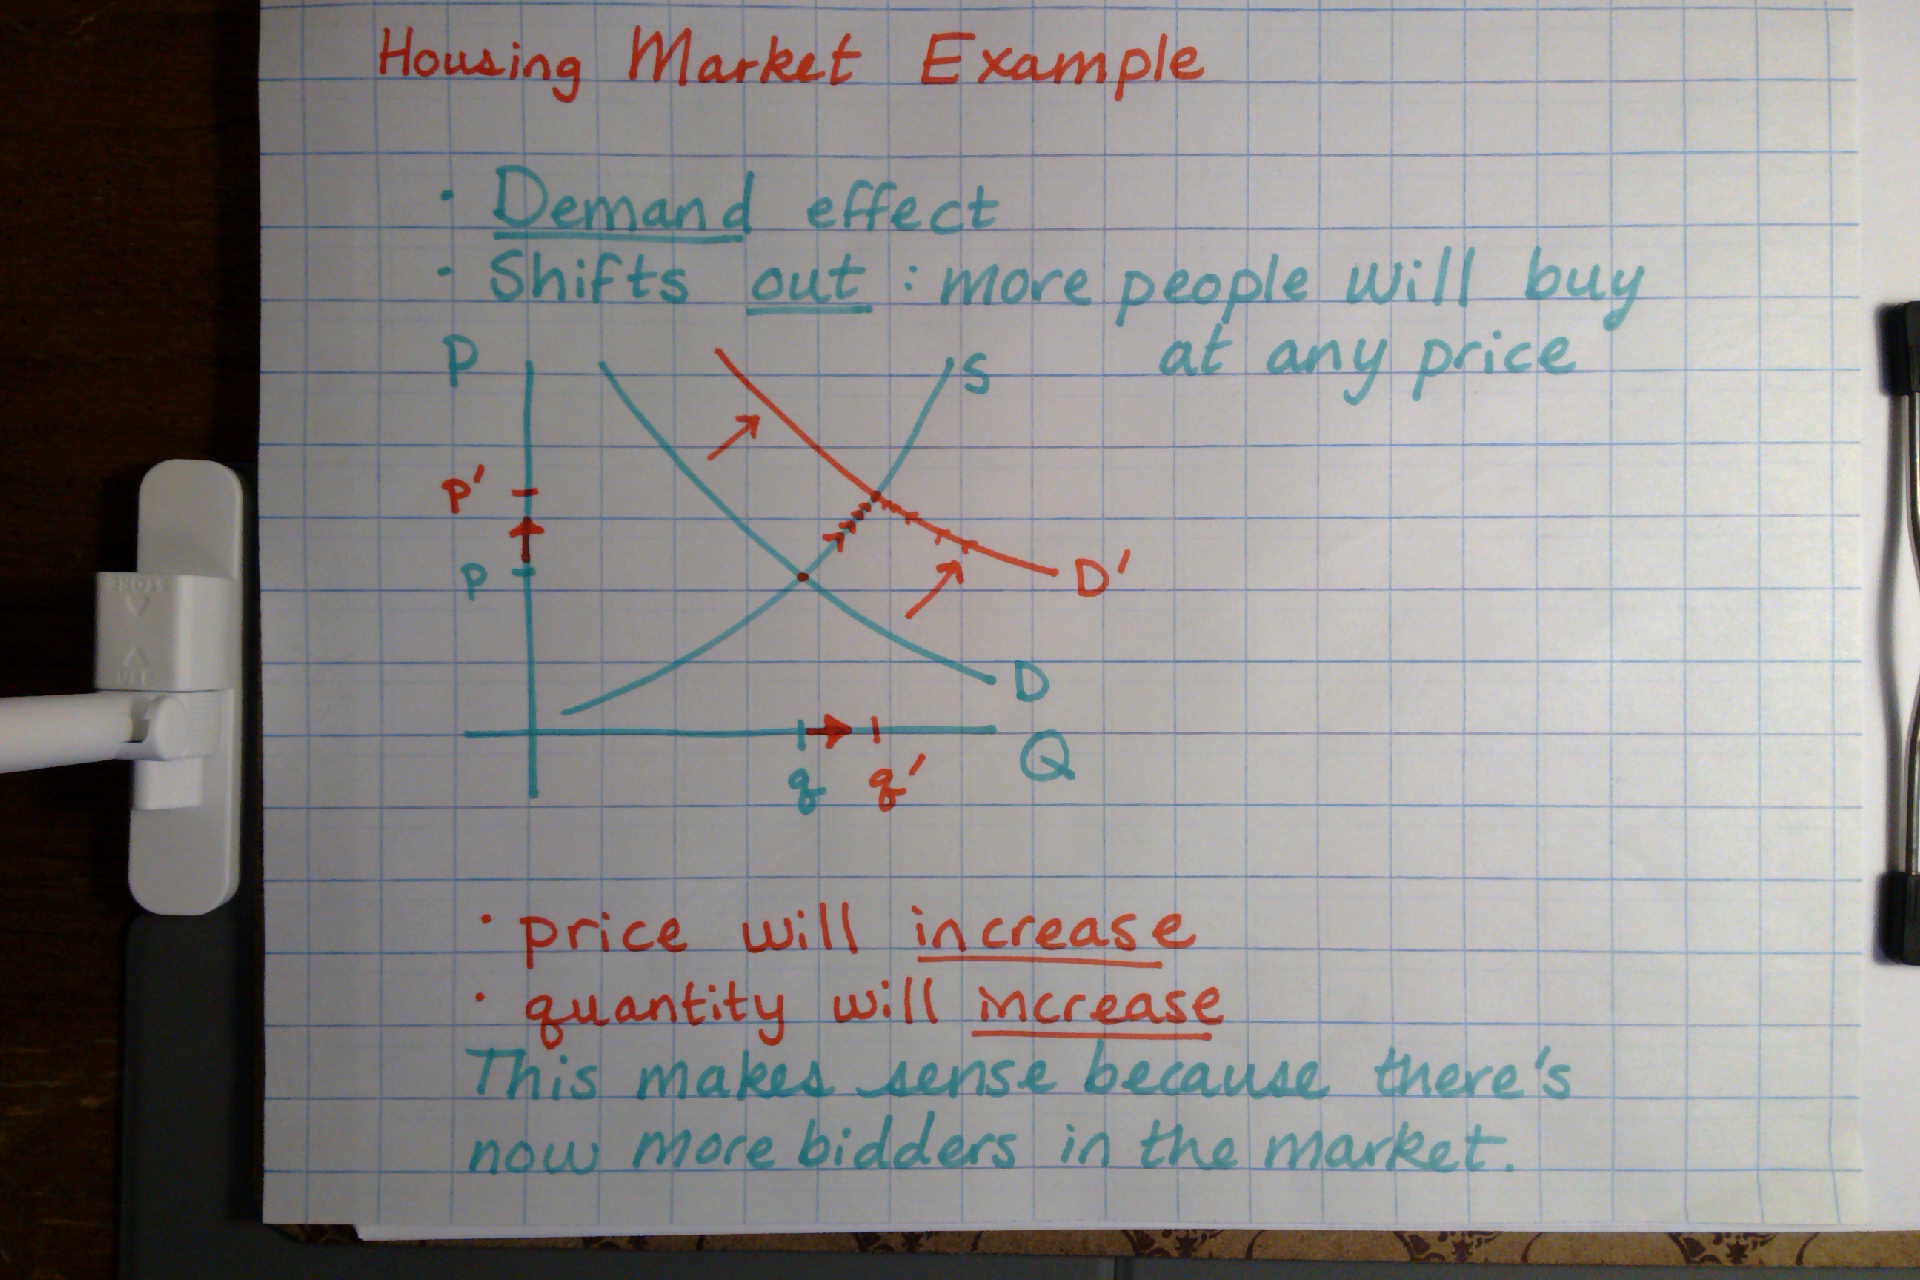 Housing Market Example
· Demand effect
· Shifts out : more people will buy
at any price
P
S
P'
P
D'
D
Q
q q'
· price will increase
· quantity will increase
This makes sense because there's
now more bidders in the market.